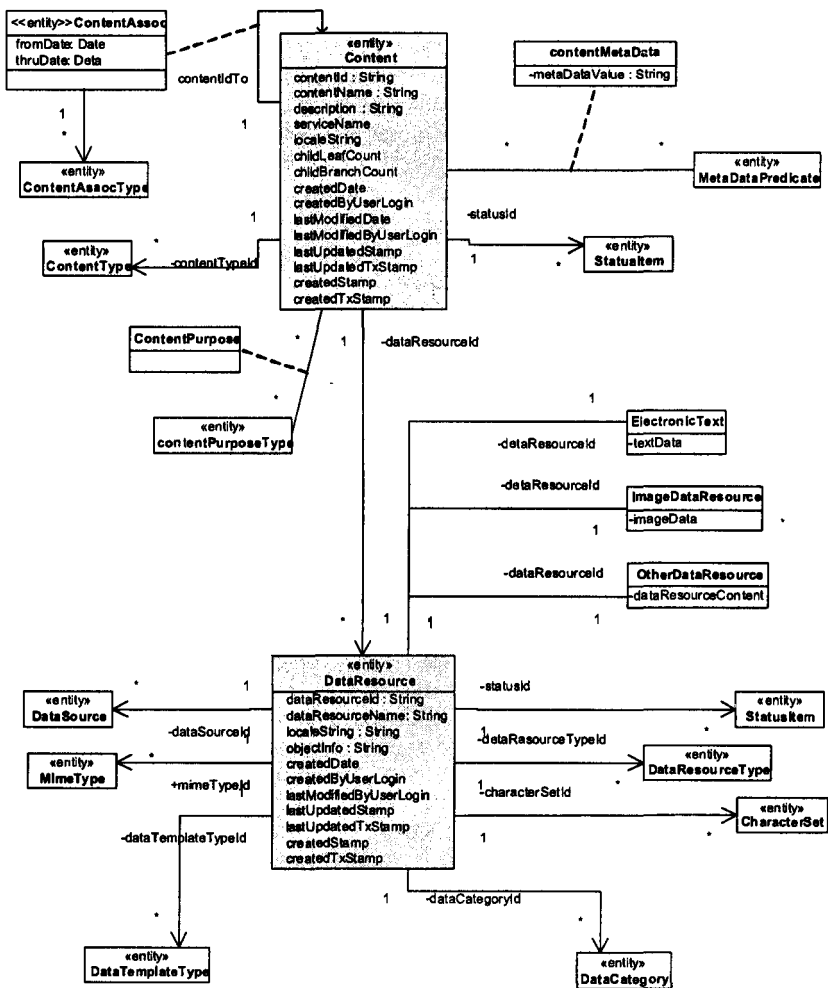 <<entity>> ContentAssoc
fromDate: Date
thruDate: Deta
contentIdTo
1
1
*
«entity»
ContentAssocType
«entity»
Content
contentId : String
contentName : String
description : String
serviceName
localeString
childLeafCount
childBranchCount
createdDate
createdByUserLogin
lastModifiedDate
lastModifiedByUserLogin
lastUpdatedStamp
lastUpdatedTxStamp
createdStamp
createdTxStamp
contentMetaData
-metaDataValue : String
*
*
«entity»
MetaDataPredicate
1
*
«entity»
ContentType
-contentTypeId
-statusId
1
*
«entity»
StatusItem
ContentPurpose
*
*
«entity»
contentPurposeType
1
-dataResourceId
1
ElectronicText
-textData
-detaResourceId
-detaResourceId
ImageDataResource
-imageData
1
-dataResourceId
OtherDataResource
-dataResourceContent
1
*
1
1
«entity»
DataResource
dataResourceId : String
dataResourceName: String
localeString : String
objectInfo : String
createdDate
createdByUserLogin
lastModifiedByUserLogin
lastUpdatedStamp
lastUpdatedTxStamp
createdStamp
createdTxStamp
*
1
«entity»
DataSource
-dataSourceId
*
1
«entity»
MimeType
+mimeTypeId
-dataTemplateTypeId
*
«entity»
DataTemplateType
-statusId
1
*
«entity»
StatusItem
-detaResourceTypeId
1
*
«entity»
DataResourceType
-characterSetId
1
*
«entity»
CharacterSet
1
-dataCategoryId
*
«entity»
DataCategory